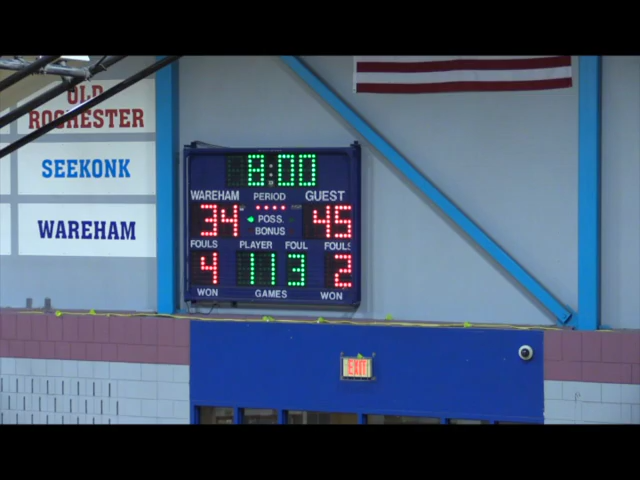 OLD
ROCHESTER
SEEKONK
WAREHAM
8:00
WAREHAM PERIOD GUEST
34 POSS. 45
BONUS
FOULS PLAYER FOUL FOULS
4 11 3 2
WON GAMES WON
EXIT